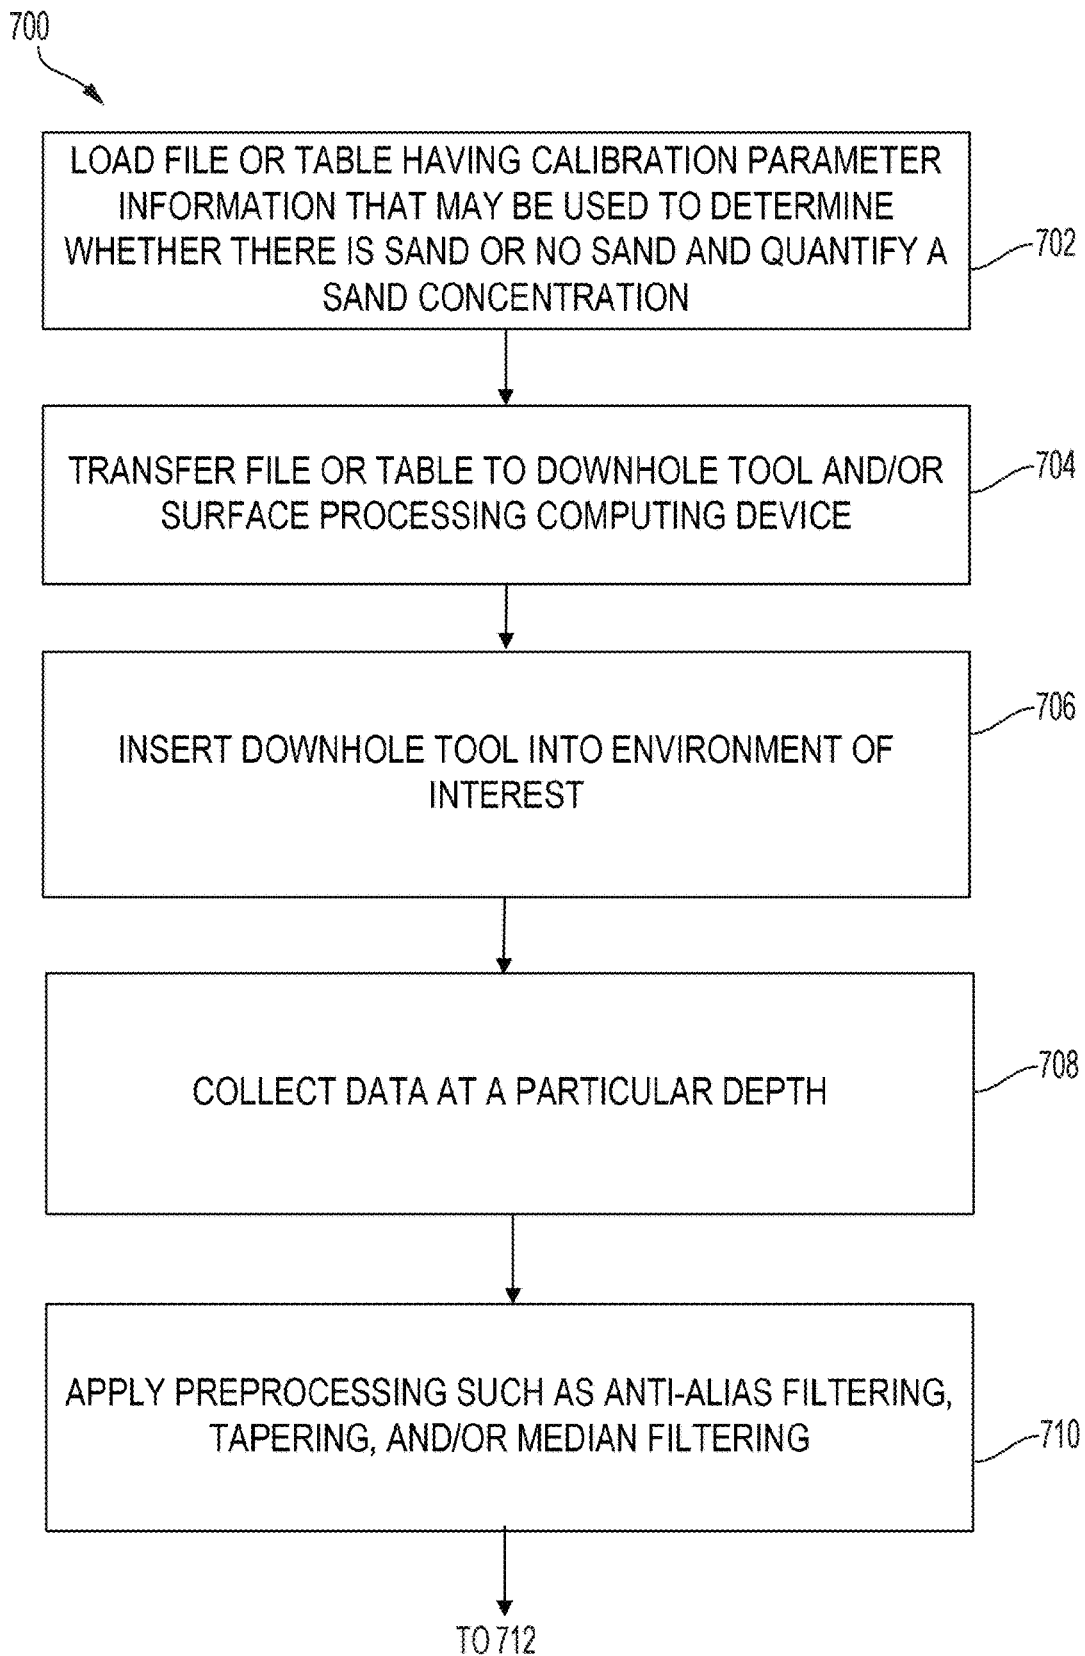 700
LOAD FILE OR TABLE HAVING CALIBRATION PARAMETER
INFORMATION THAT MAY BE USED TO DETERMINE
WHETHER THERE IS SAND OR NO SAND AND QUANTIFY A
SAND CONCENTRATION
702
TRANSFER FILE OR TABLE TO DOWNHOLE TOOL AND/OR
SURFACE PROCESSING COMPUTING DEVICE
704
INSERT DOWNHOLE TOOL INTO ENVIRONMENT OF
INTEREST
706
COLLECT DATA AT A PARTICULAR DEPTH
708
APPLY PREPROCESSING SUCH AS ANTI-ALIAS FILTERING,
TAPERING, AND/OR MEDIAN FILTERING
710
TO 712